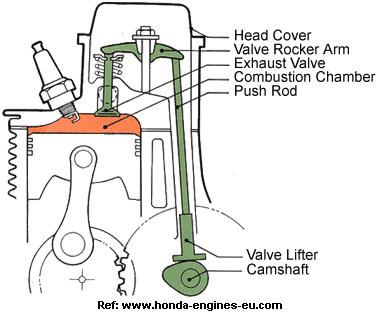 Head Cover
Valve Rocker Arm
Exhaust Valve
Combustion Chamber
Push Rod
Valve Lifter
Camshaft
Ref: www.honda-engines-eu.com